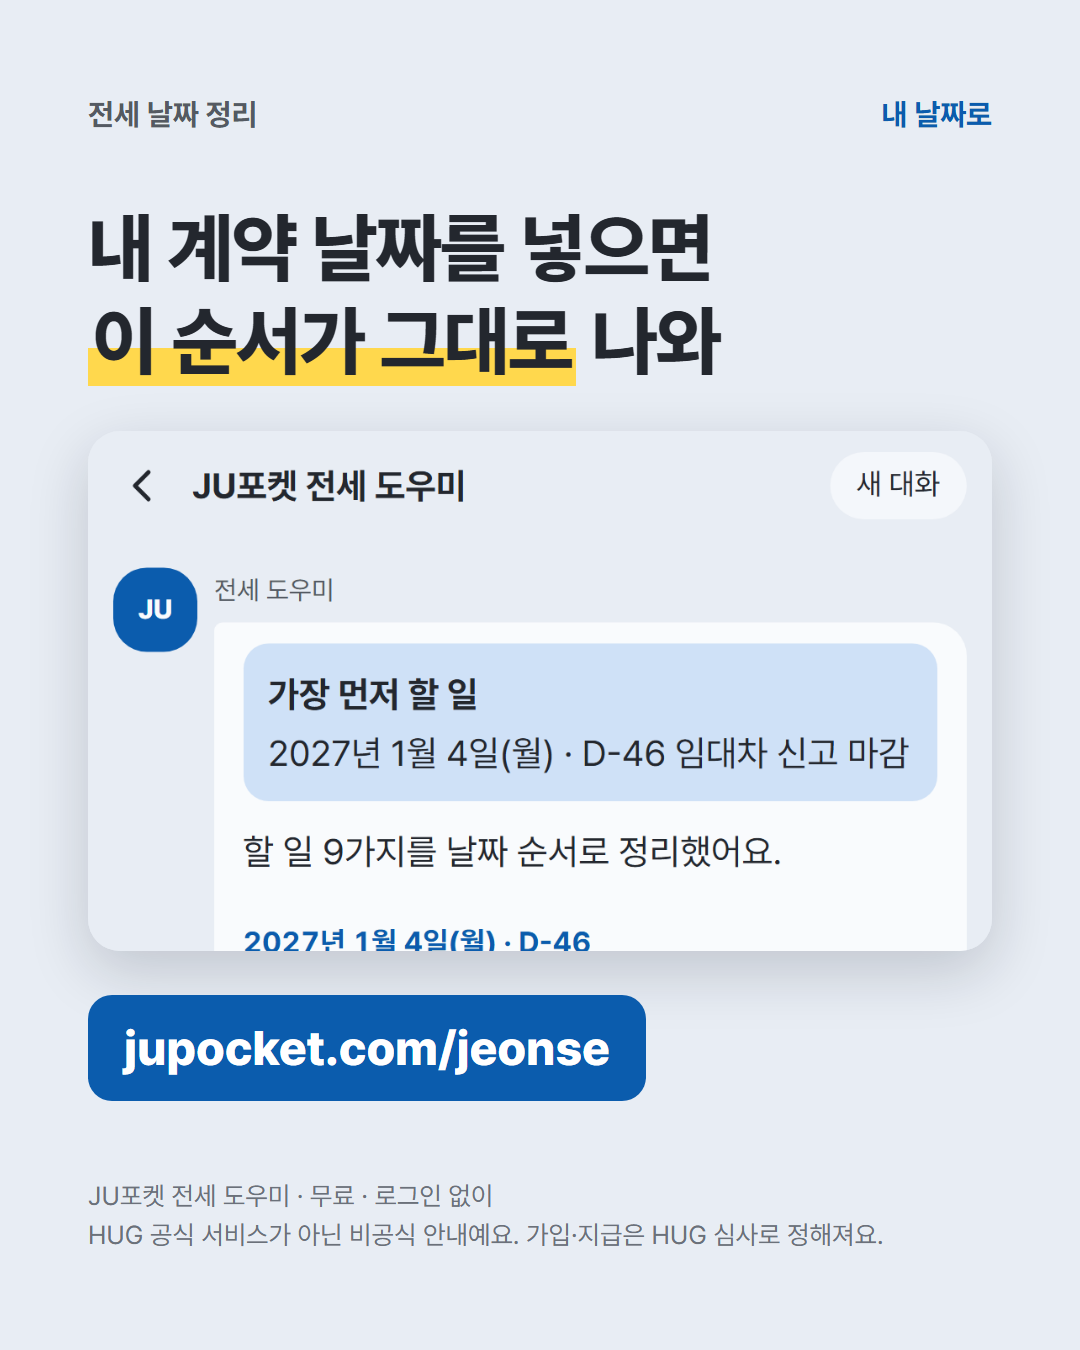 전세 날짜 정리
내 날짜로
내 계약 날짜를 넣으면
이 순서가 그대로 나와
JU포켓 전세 도우미
새 대화
JU
전세 도우미
가장 먼저 할 일
2027년 1월 4일(월) · D-46 임대차 신고 마감
할 일 9가지를 날짜 순서로 정리했어요.
2027년 1월 4일(월) · D-46
jupocket.com/jeonse
JU포켓 전세 도우미 · 무료 · 로그인 없이
HUG 공식 서비스가 아닌 비공식 안내예요. 가입·지급은 HUG 심사로 정해져요.